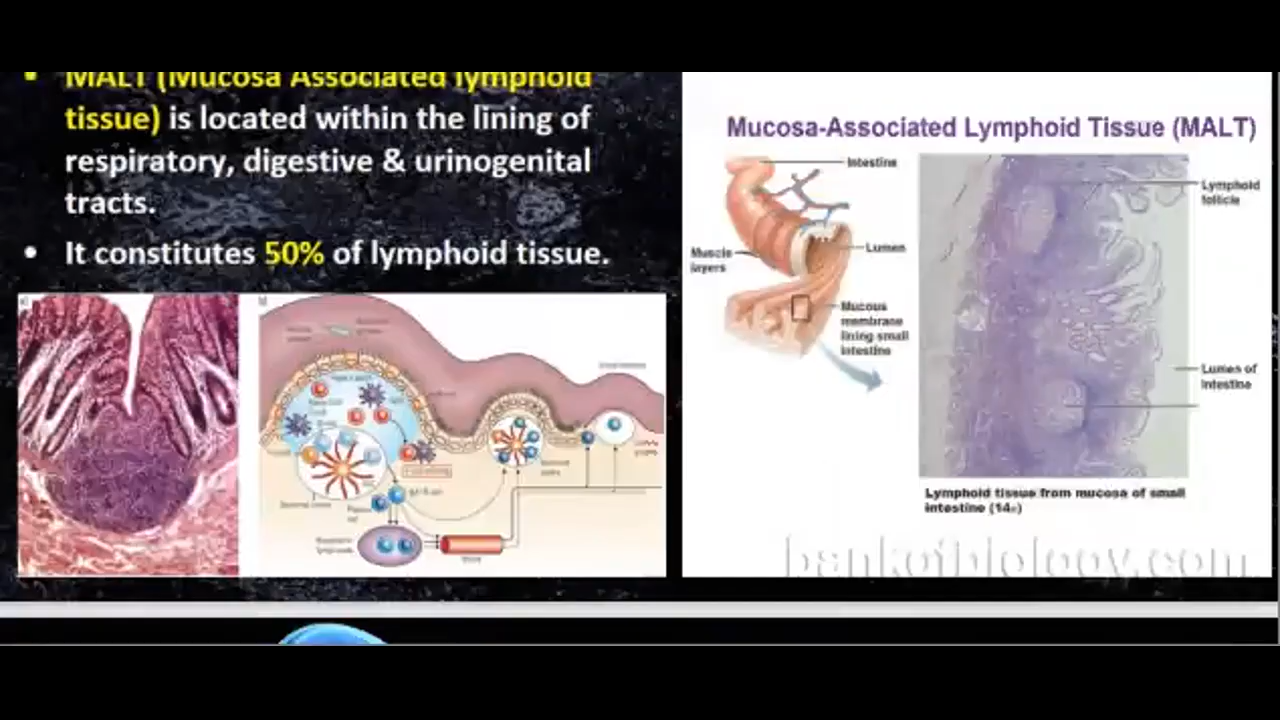 • MALT (Mucosa Associated lymphoid
tissue) is located within the lining of
respiratory, digestive & urinogenital
tracts.
• It constitutes 50% of lymphoid tissue.
Mucosa-Associated Lymphoid Tissue (MALT)
Intestine
Lymphoid
follicle
Muscle
layers
Lumen
Mucous
membrane
lining small
intestine
Lumen of
intestine
Lymphoid tissue from mucosa of small
intestine (14x)
bankofbiology.com